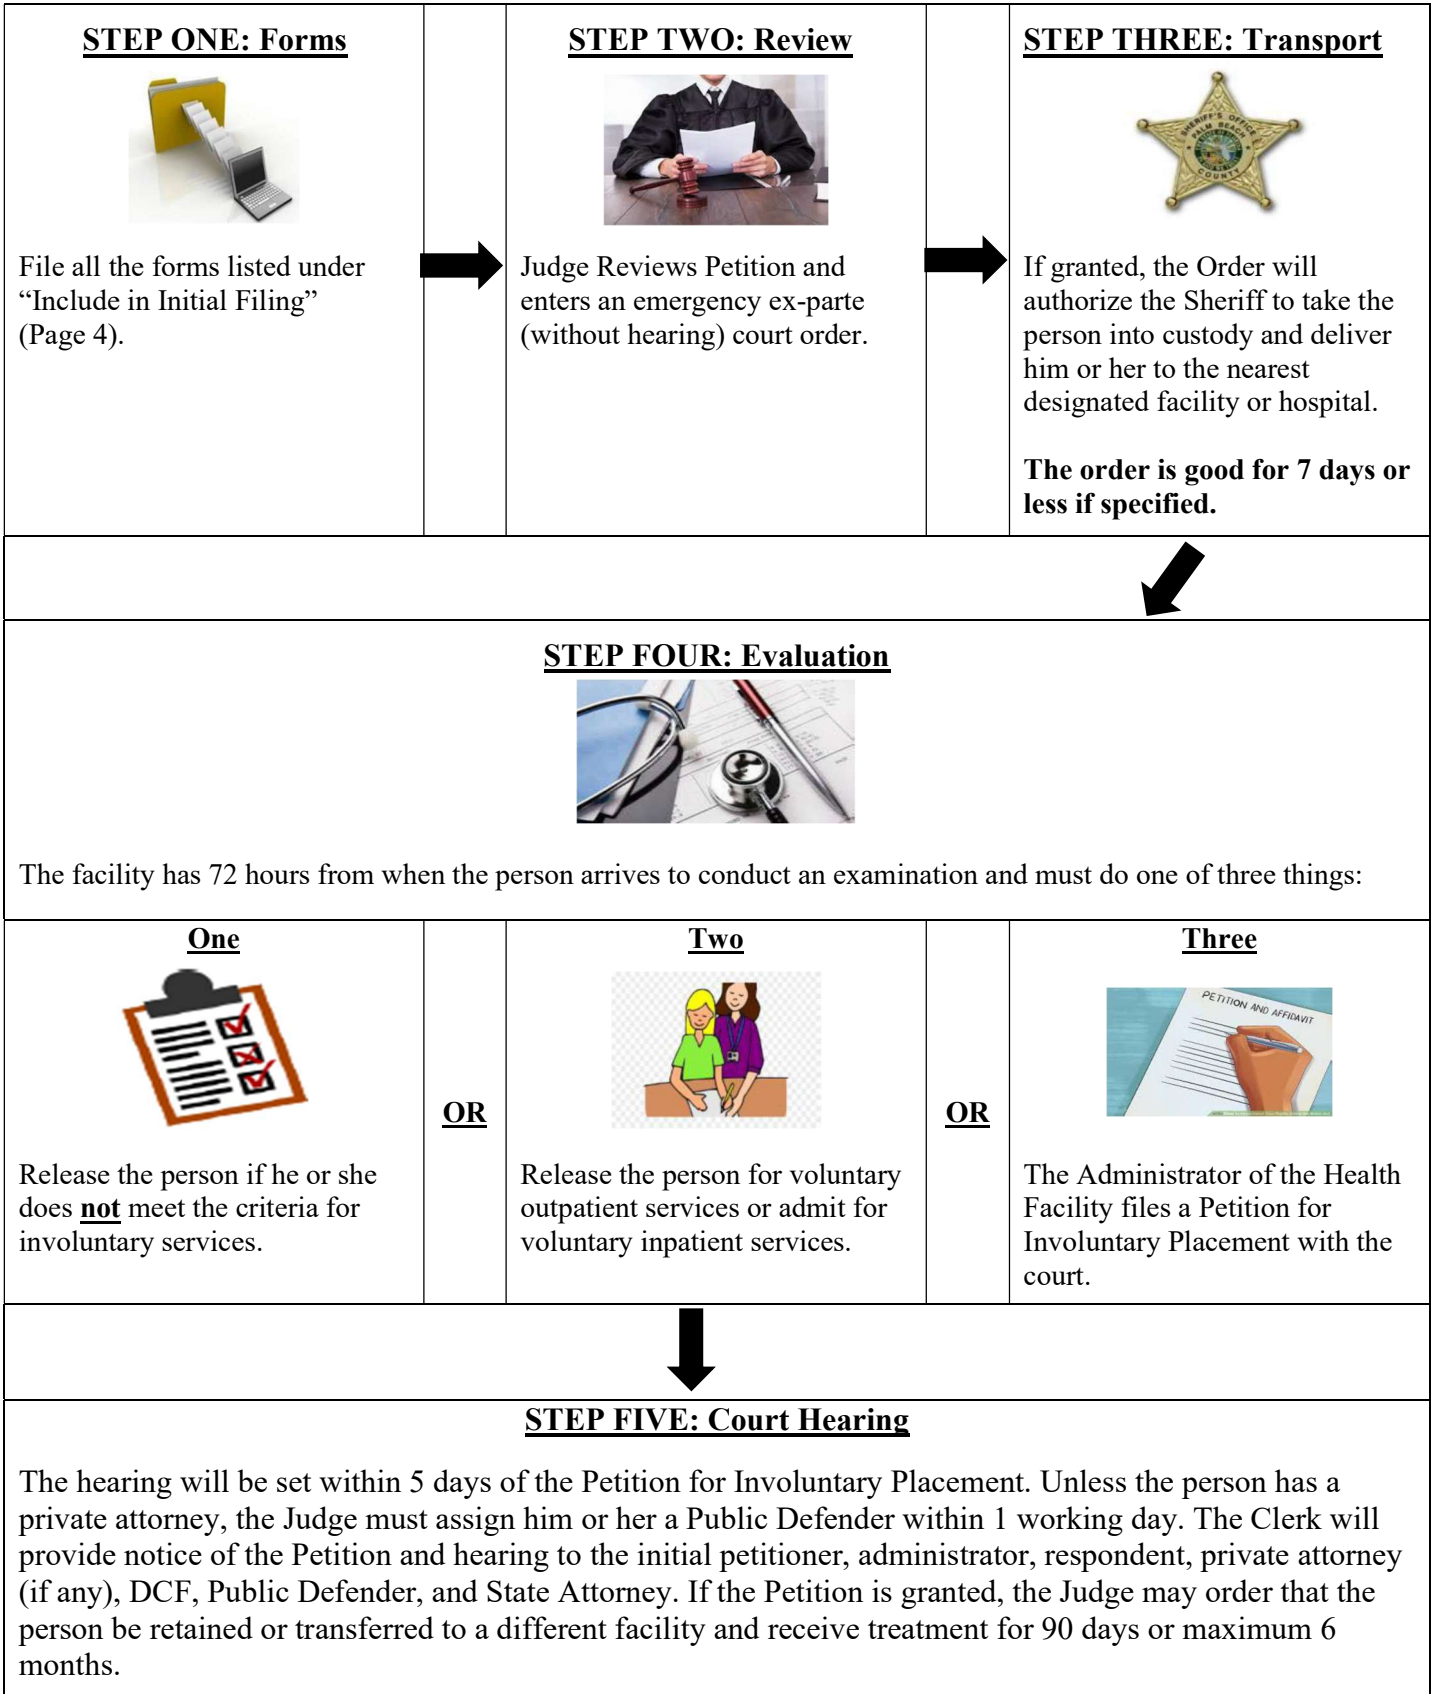 STEP ONE: Forms
File all the forms listed under
“Include in Initial Filing”
(Page 4).
STEP TWO: Review
Judge Reviews Petition and
enters an emergency ex-parte
(without hearing) court order.
STEP THREE: Transport
SHERIFF'S OFFICE
PALM BEACH
COUNTY
If granted, the Order will
authorize the Sheriff to take the
person into custody and deliver
him or her to the nearest
designated facility or hospital.
The order is good for 7 days or
less if specified.
STEP FOUR: Evaluation
The facility has 72 hours from when the person arrives to conduct an examination and must do one of three things:
One
Release the person if he or she
does not meet the criteria for
involuntary services.
OR
Two
Release the person for voluntary
outpatient services or admit for
voluntary inpatient services.
OR
Three
PETITION AND AFFIDAVIT
The Administrator of the Health
Facility files a Petition for
Involuntary Placement with the
court.
STEP FIVE: Court Hearing
The hearing will be set within 5 days of the Petition for Involuntary Placement. Unless the person has a
private attorney, the Judge must assign him or her a Public Defender within 1 working day. The Clerk will
provide notice of the Petition and hearing to the initial petitioner, administrator, respondent, private attorney
(if any), DCF, Public Defender, and State Attorney. If the Petition is granted, the Judge may order that the
person be retained or transferred to a different facility and receive treatment for 90 days or maximum 6
months.